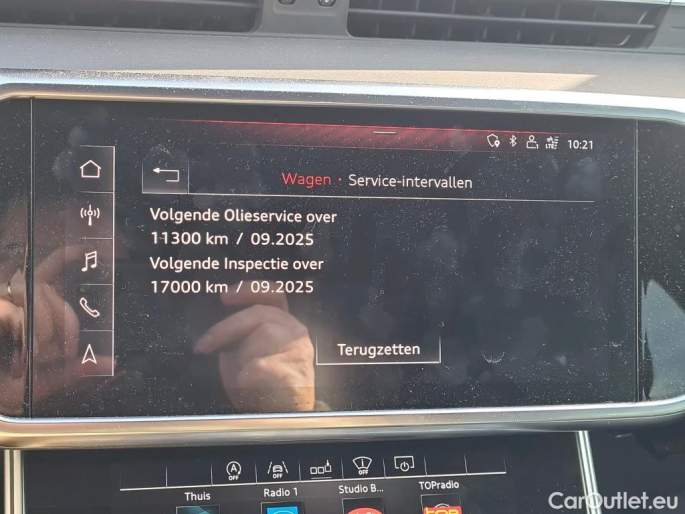 10:21
Wagen · Service-intervallen
Volgende Olieservice over
11300 km / 09.2025
Volgende Inspectie over
17000 km / 09.2025
Terugzetten
OFF
OFF
OFF
Thuis
Radio 1
Studio B...
TOPradio
TOP
CarOutlet.eu